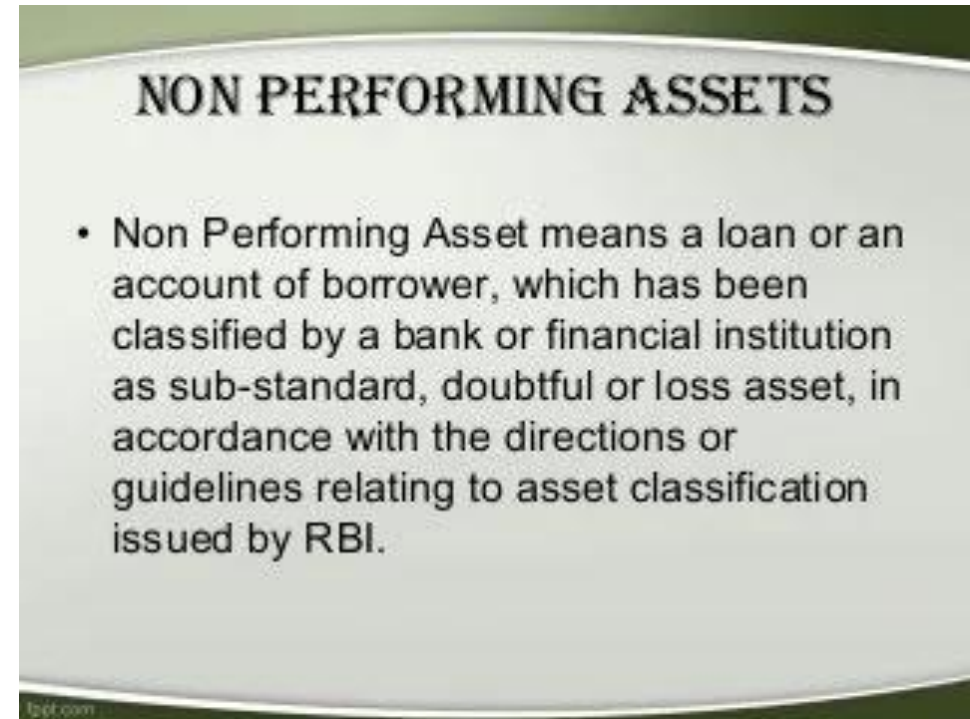 NON PERFORMING ASSETS
• Non Performing Asset means a loan or an
account of borrower, which has been
classified by a bank or financial institution
as sub-standard, doubtful or loss asset, in
accordance with the directions or
guidelines relating to asset classification
issued by RBI.
fppt.com